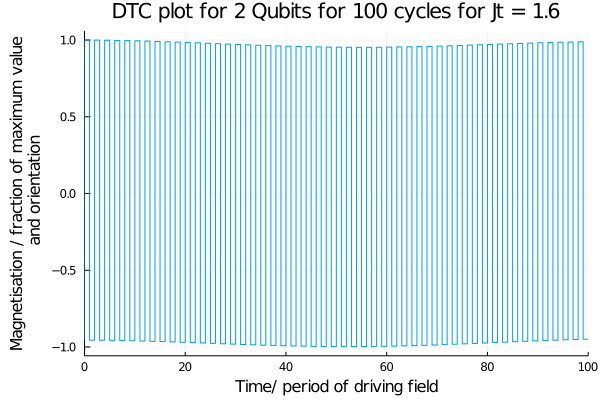 DTC plot for 2 Qubits for 100 cycles for Jt = 1.6
Magnetisation / fraction of maximum value
and orientation
1.0
0.5
0.0
−0.5
−1.0
0
20
40
60
80
100
Time/ period of driving field